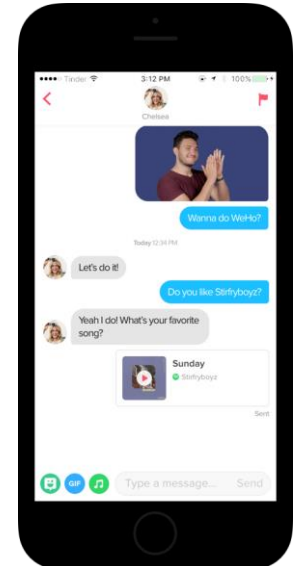 Tinder 3:12 PM 100%
Chelsea
Wanna do WeHo?
Today 12:34 PM
Let's do it!
Do you like Stirfryboyz?
Yeah I do! What's your favorite
song?
Sunday
Stirfryboyz
Sent
GIF Type a message... Send